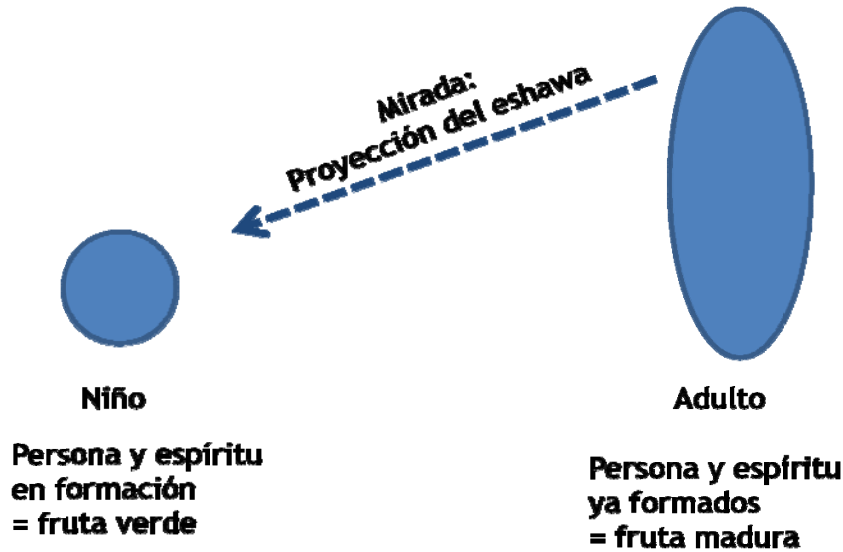 Mirada:
Proyección del eshawa
Niño
Persona y espíritu
en formación
= fruta verde
Adulto
Persona y espíritu
ya formados
= fruta madura